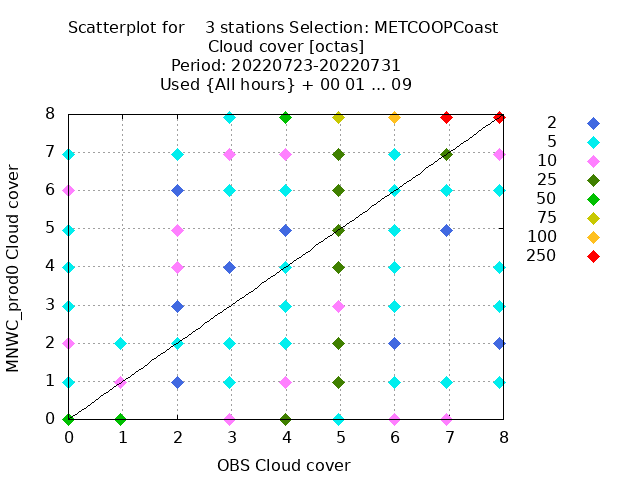 Scatterplot for    3 stations Selection: METCOOPCoast
Cloud cover [octas]
Period: 20220723-20220731
Used {All hours} + 00 01 ... 09
MNWC_prod0 Cloud cover
8
7
6
5
4
3
2
1
0
0 1 2 3 4 5 6 7 8
OBS Cloud cover
2
5
10
25
50
75
100
250